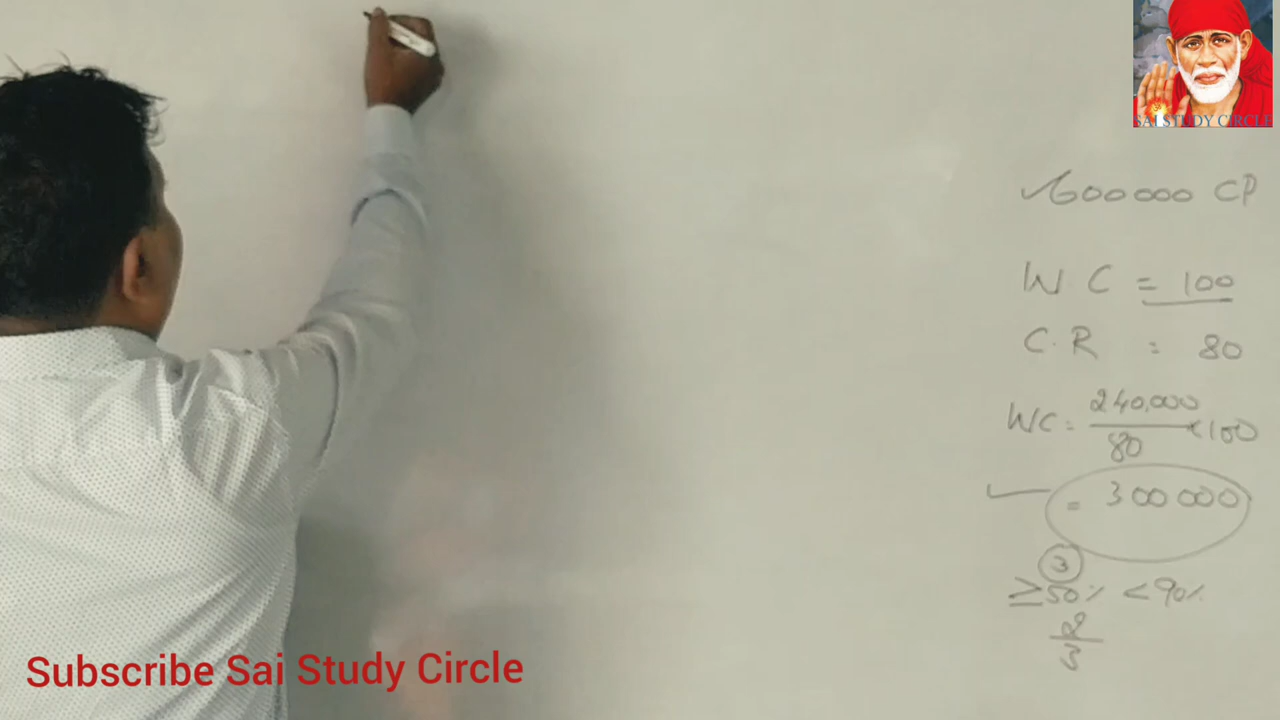 SAI STUDY CIRCLE
600000 CP
W C = 100
C.R : 80
WC = 240,000 / 80 × 100
= 300000
3
≥ 50% < 90%
2/3
Subscribe Sai Study Circle